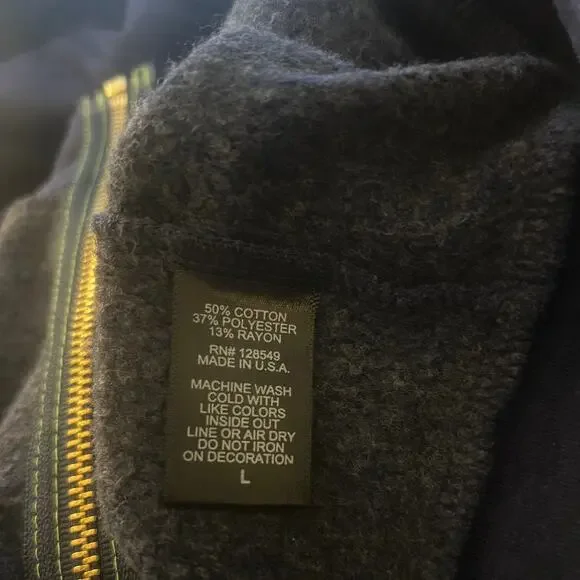 50% COTTON
37% POLYESTER
13% RAYON
RN# 128549
MADE IN U.S.A.
MACHINE WASH
COLD WITH
LIKE COLORS
INSIDE OUT
LINE OR AIR DRY
DO NOT IRON
ON DECORATION
L